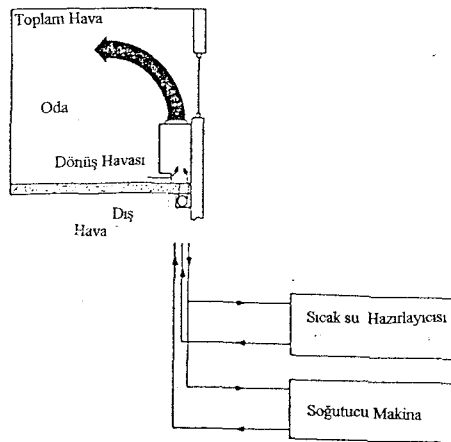 Toplam Hava
Oda
Dönüş Havası
Dış
Hava
Sıcak su Hazırlayıcısı
Soğutucu Makina